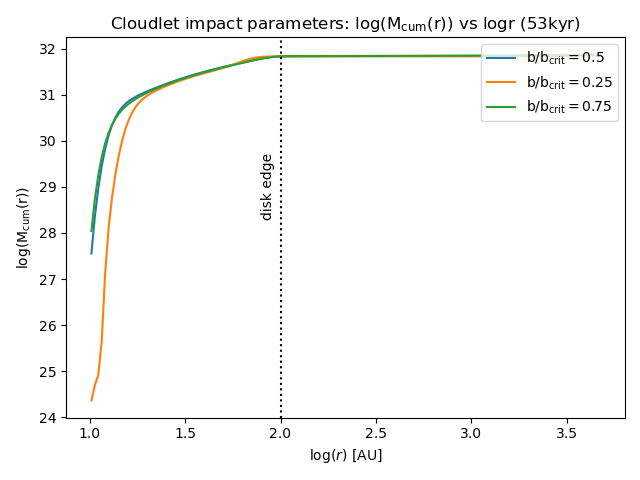 Cloudlet impact parameters: log(M_cum(r)) vs logr (53kyr)
log(M_cum(r))
32
31
30
29
28
27
26
25
24
disk edge
b/b_crit = 0.5
b/b_crit = 0.25
b/b_crit = 0.75
1.0 1.5 2.0 2.5 3.0 3.5
log(r) [AU]